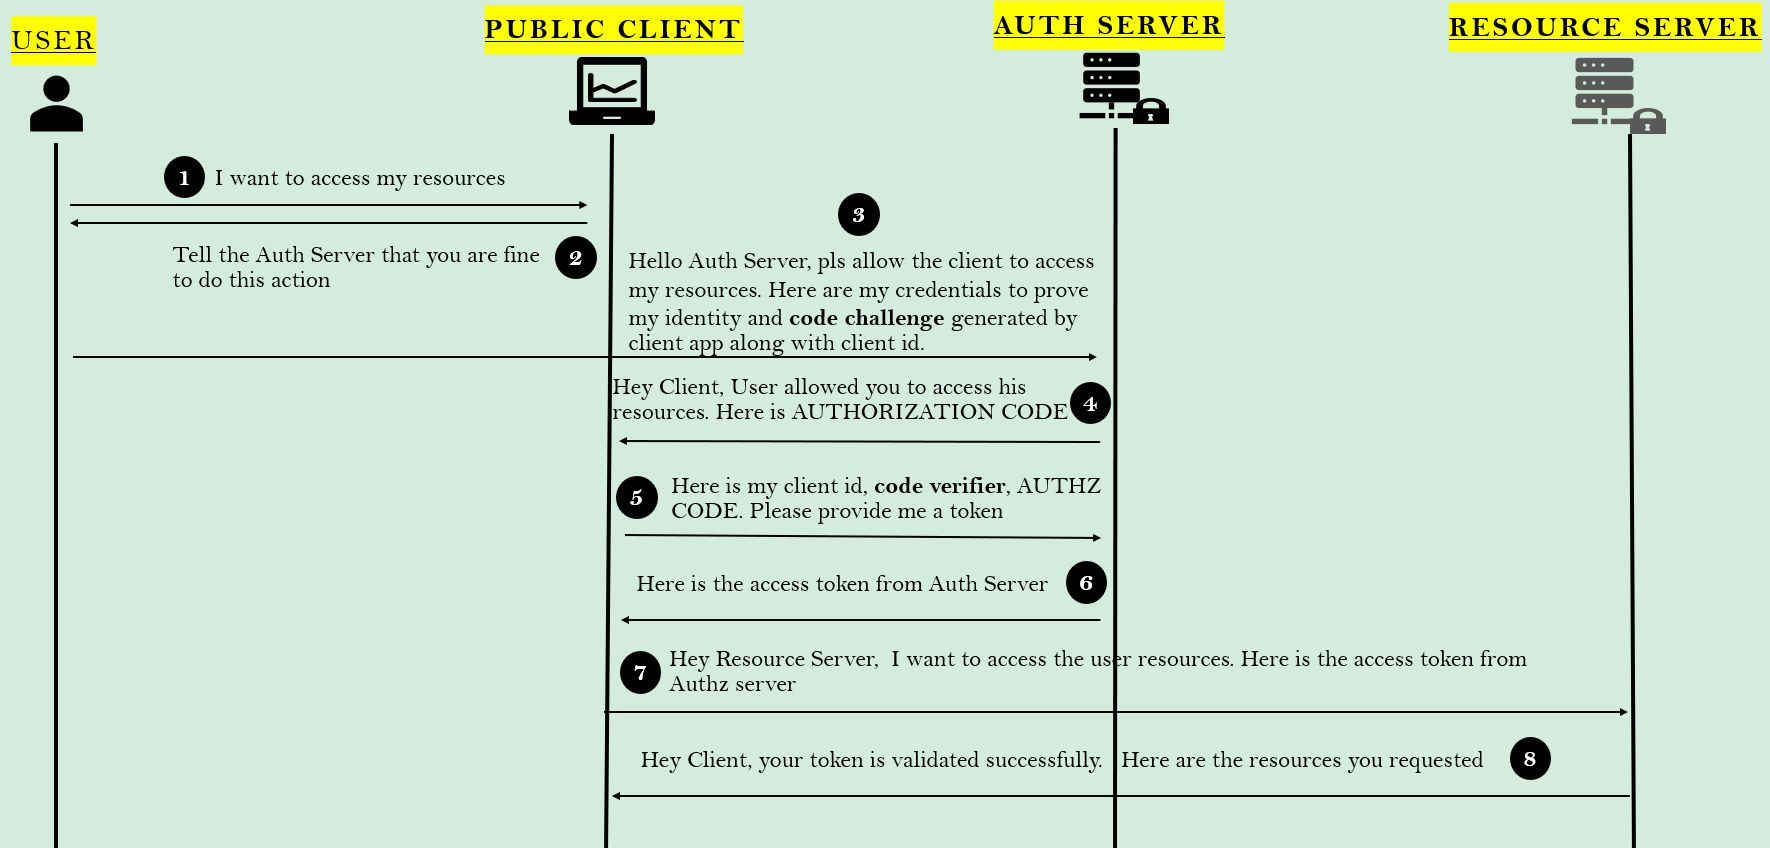 USER
PUBLIC CLIENT
AUTH SERVER
RESOURCE SERVER
1
I want to access my resources
Tell the Auth Server that you are fine
to do this action
2
3
Hello Auth Server, pls allow the client to access
my resources. Here are my credentials to prove
my identity and code challenge generated by
client app along with client id.
Hey Client, User allowed you to access his
resources. Here is AUTHORIZATION CODE
4
5
Here is my client id, code verifier, AUTHZ
CODE. Please provide me a token
Here is the access token from Auth Server
6
7
Hey Resource Server,  I want to access the user resources. Here is the access token from
Authz server
Hey Client, your token is validated successfully.  Here are the resources you requested
8